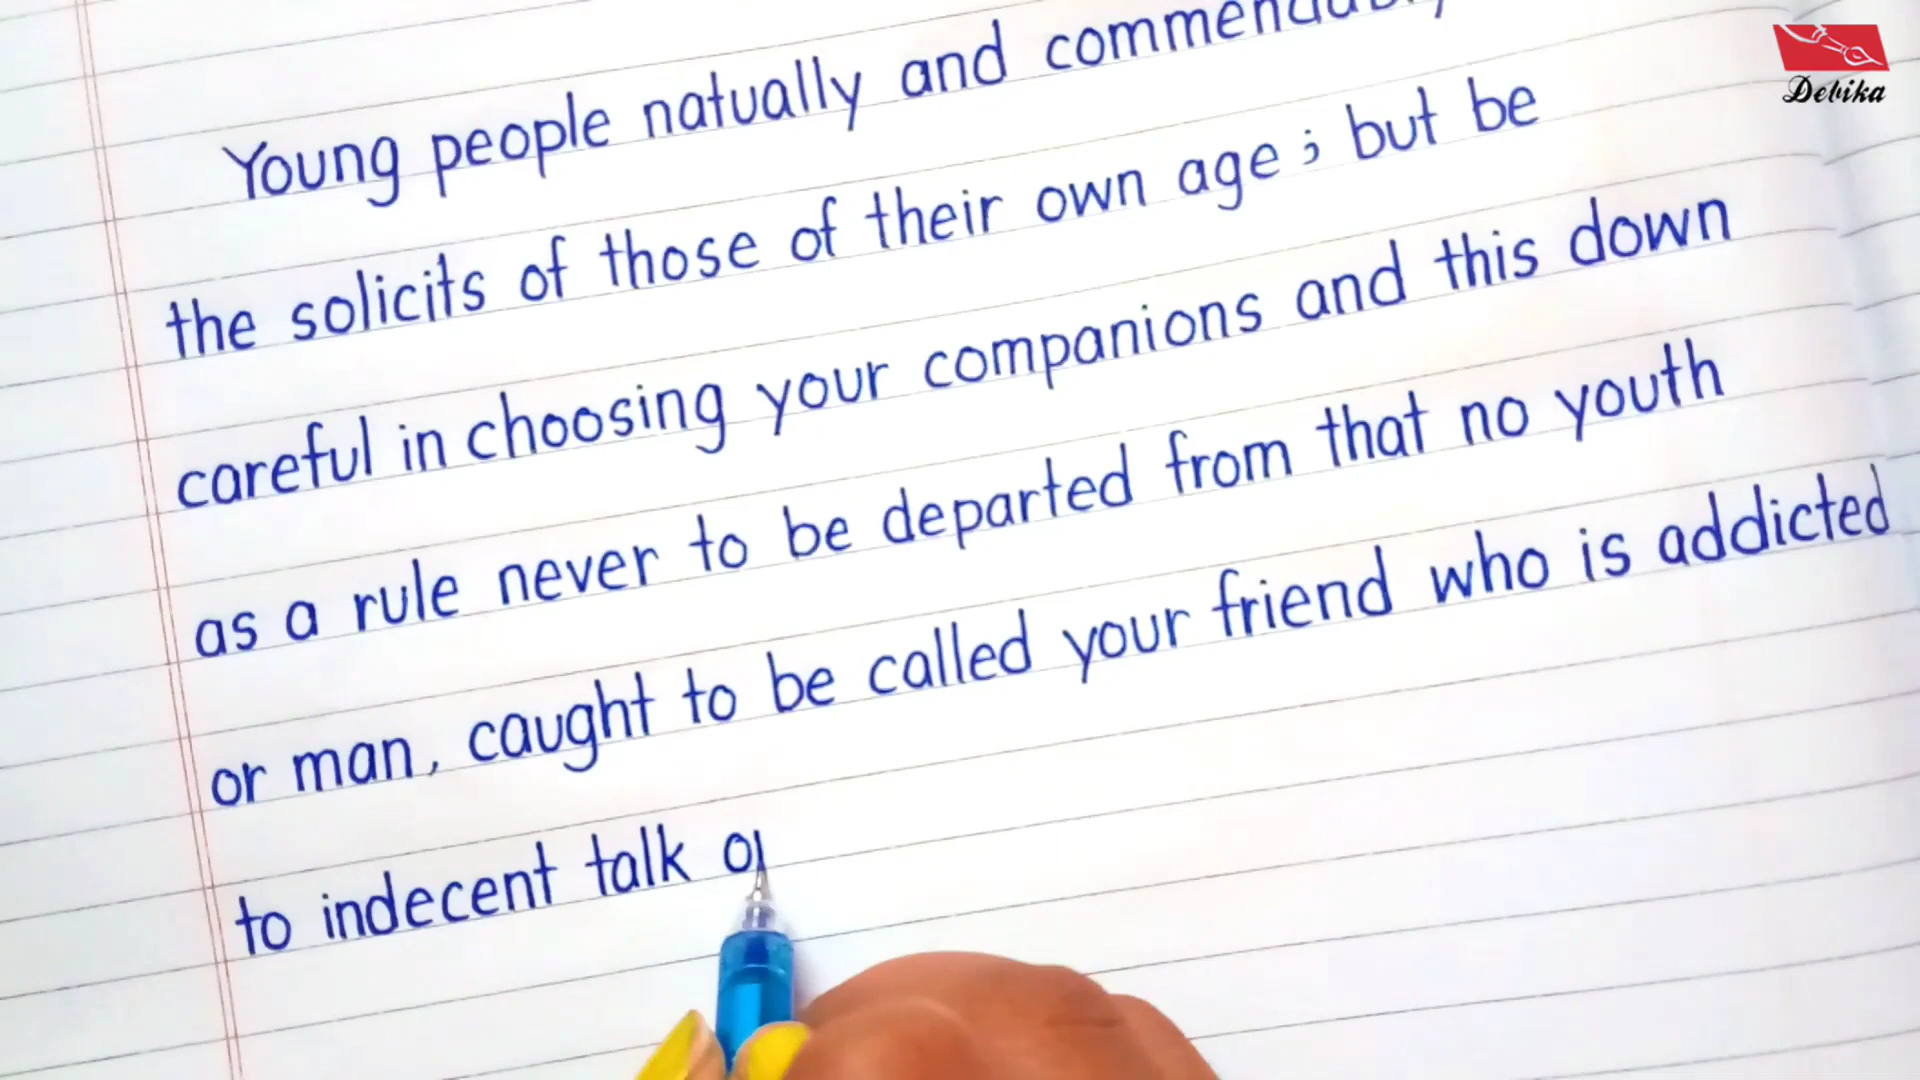 Young people natually and commendably
the solicits of those of their own age; but be
careful in choosing your companions and this down
as a rule never to be departed from that no youth
or man, caught to be called your friend who is addicted
to indecent talk
Debika